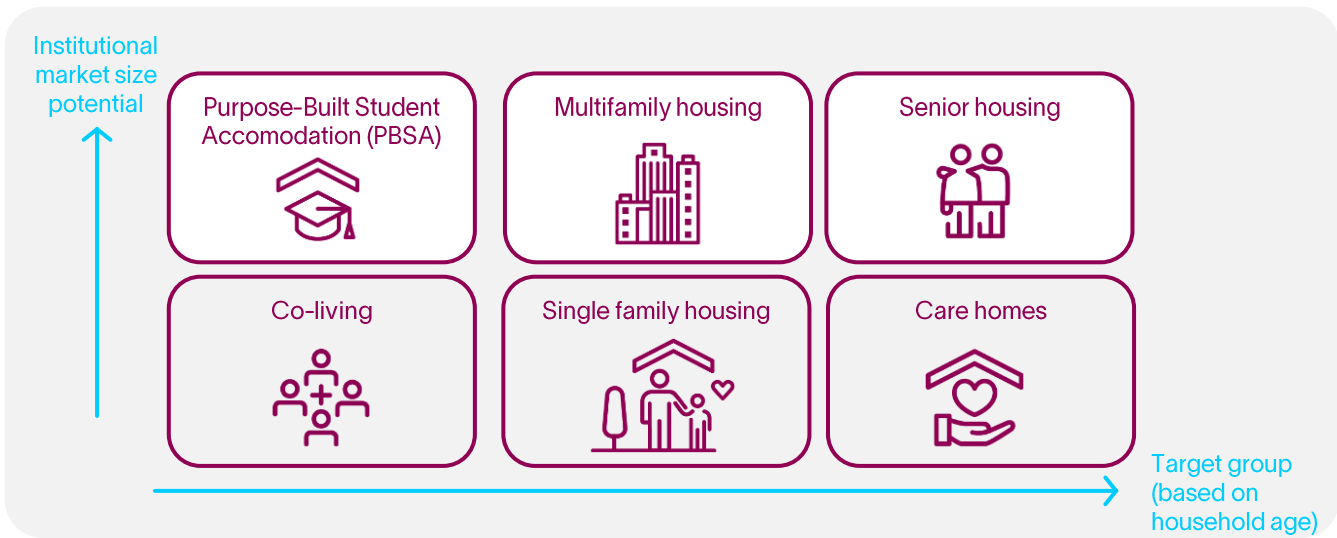 Institutional
market size
potential
Purpose-Built Student
Accomodation (PBSA)
Multifamily housing
Senior housing
Co-living
Single family housing
Care homes
Target group
(based on
household age)